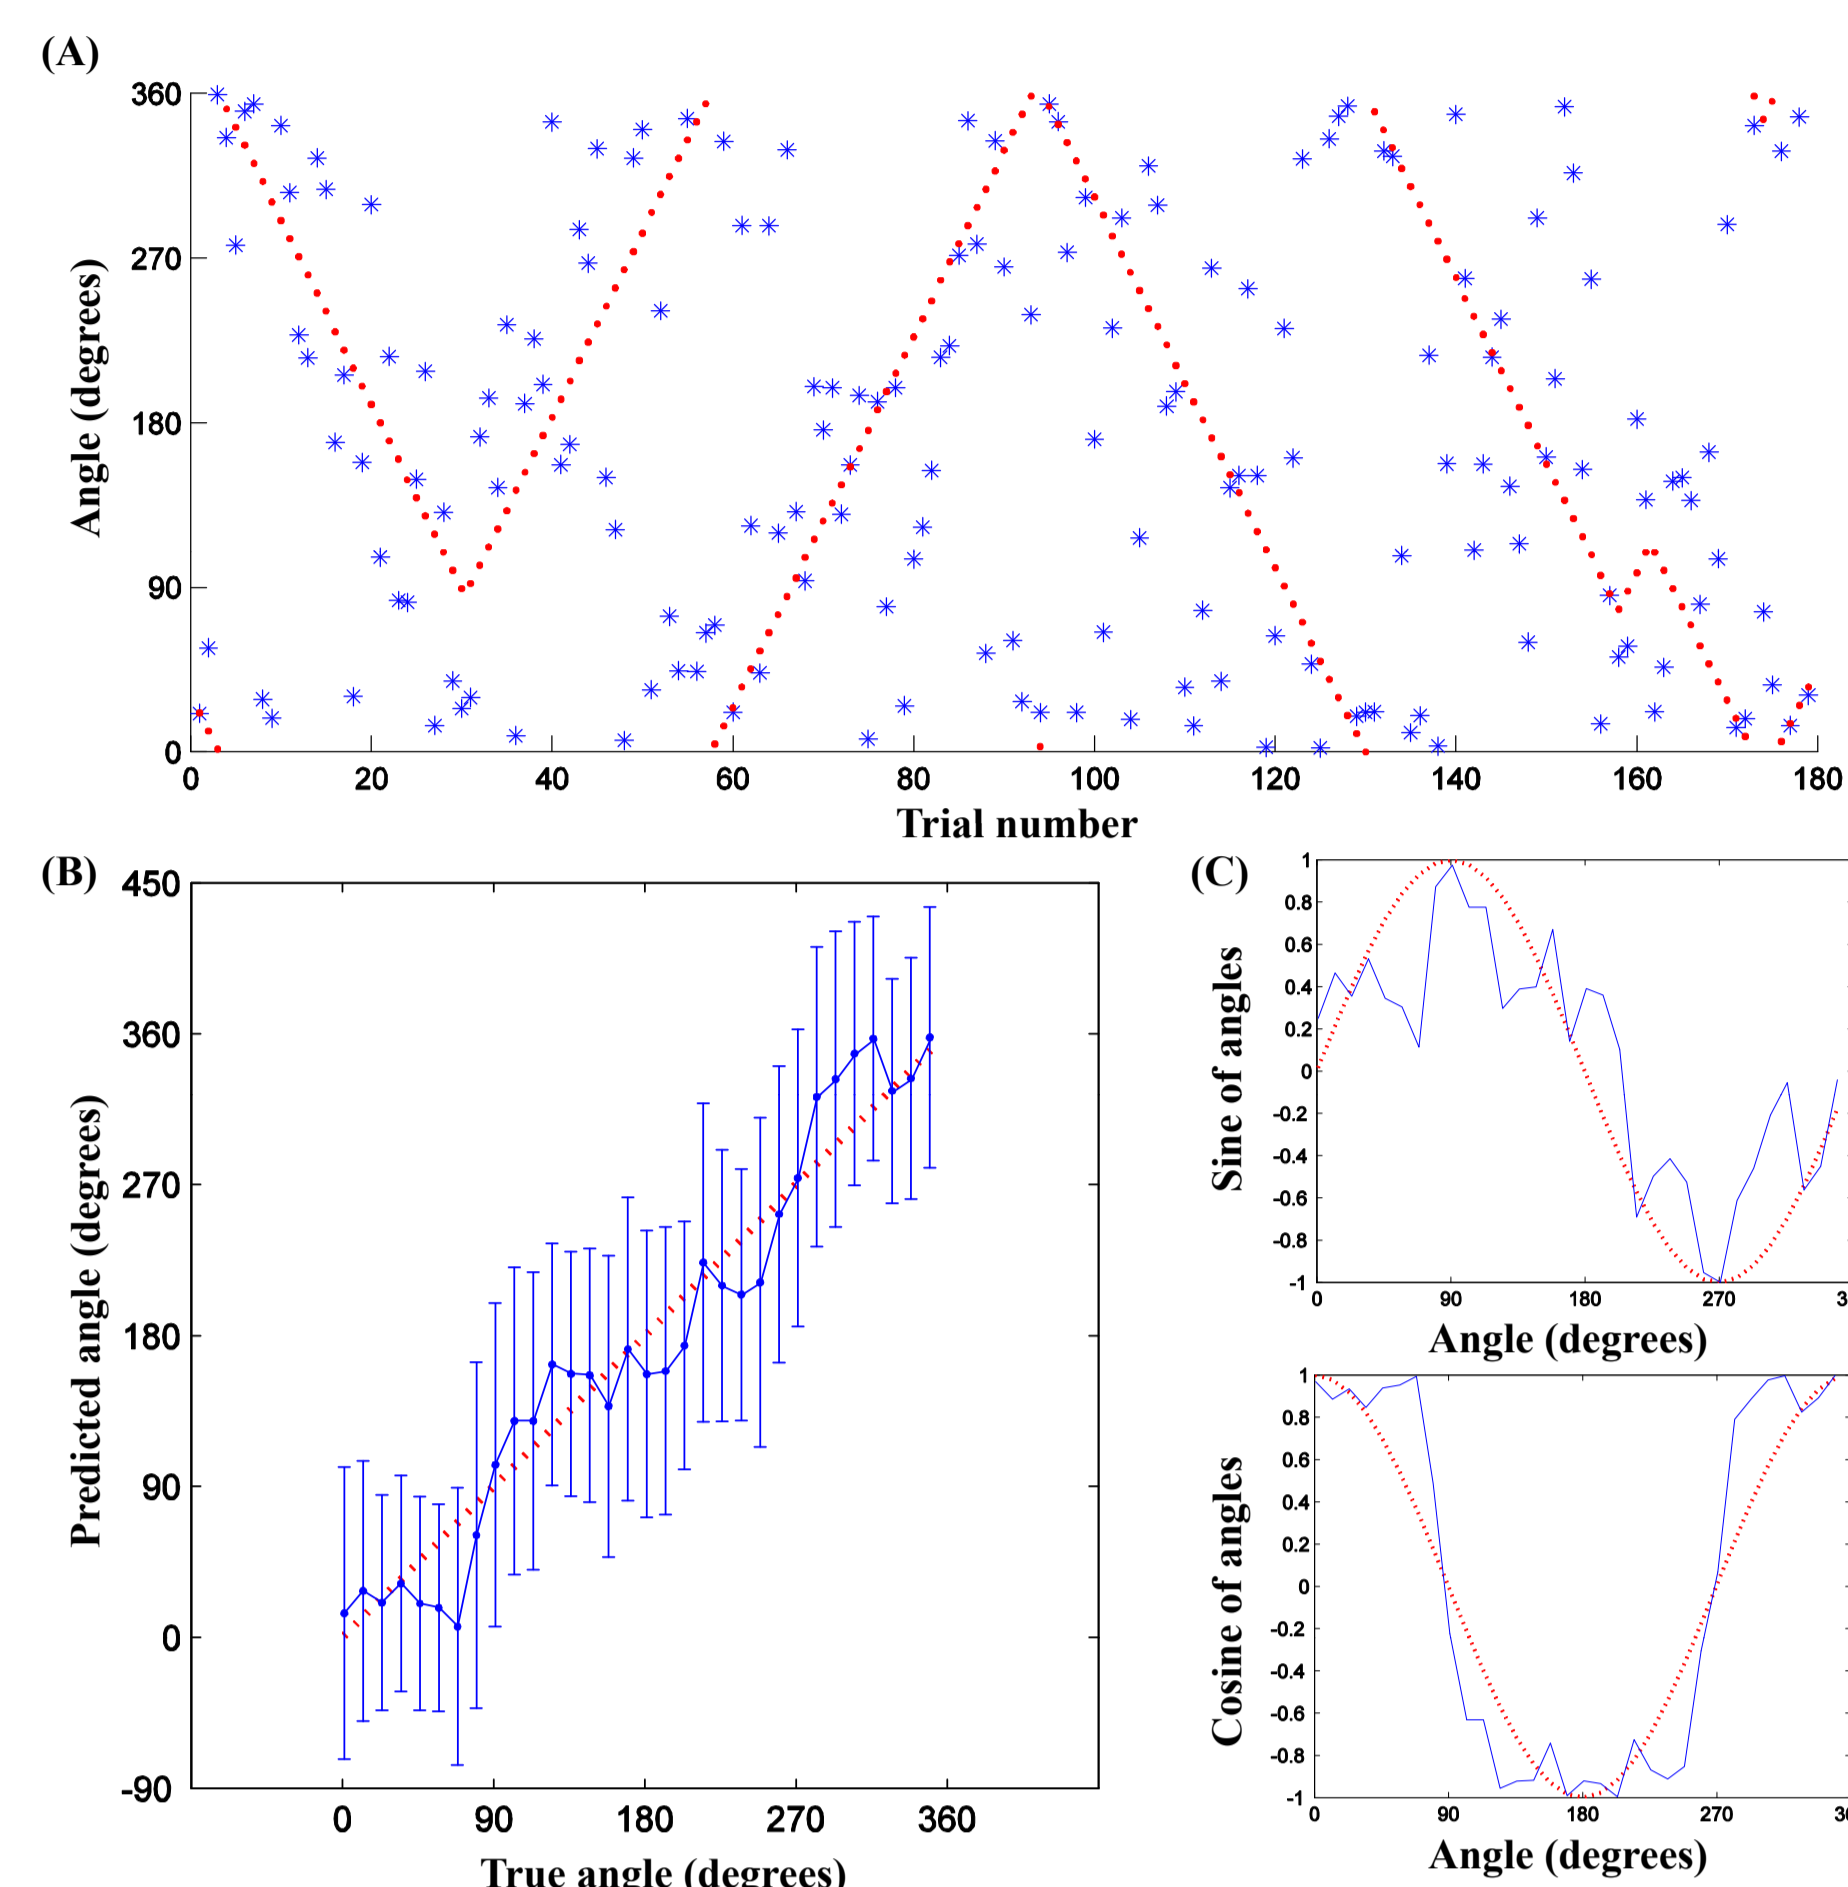 (A)
360
270
180
90
0
Angle (degrees)
0 20 40 60 80 100 120 140 160 180
Trial number
(B)
450
360
270
180
90
0
-90
Predicted angle (degrees)
0 90 180 270 360
True angle (degrees)
(C)
1
0.8
0.6
0.4
0.2
0
-0.2
-0.4
-0.6
-0.8
-1
Sine of angles
0 90 180 270
Angle (degrees)
1
0.8
0.6
0.4
0.2
0
-0.2
-0.4
-0.6
-0.8
-1
Cosine of angles
0 90 180 270
Angle (degrees)